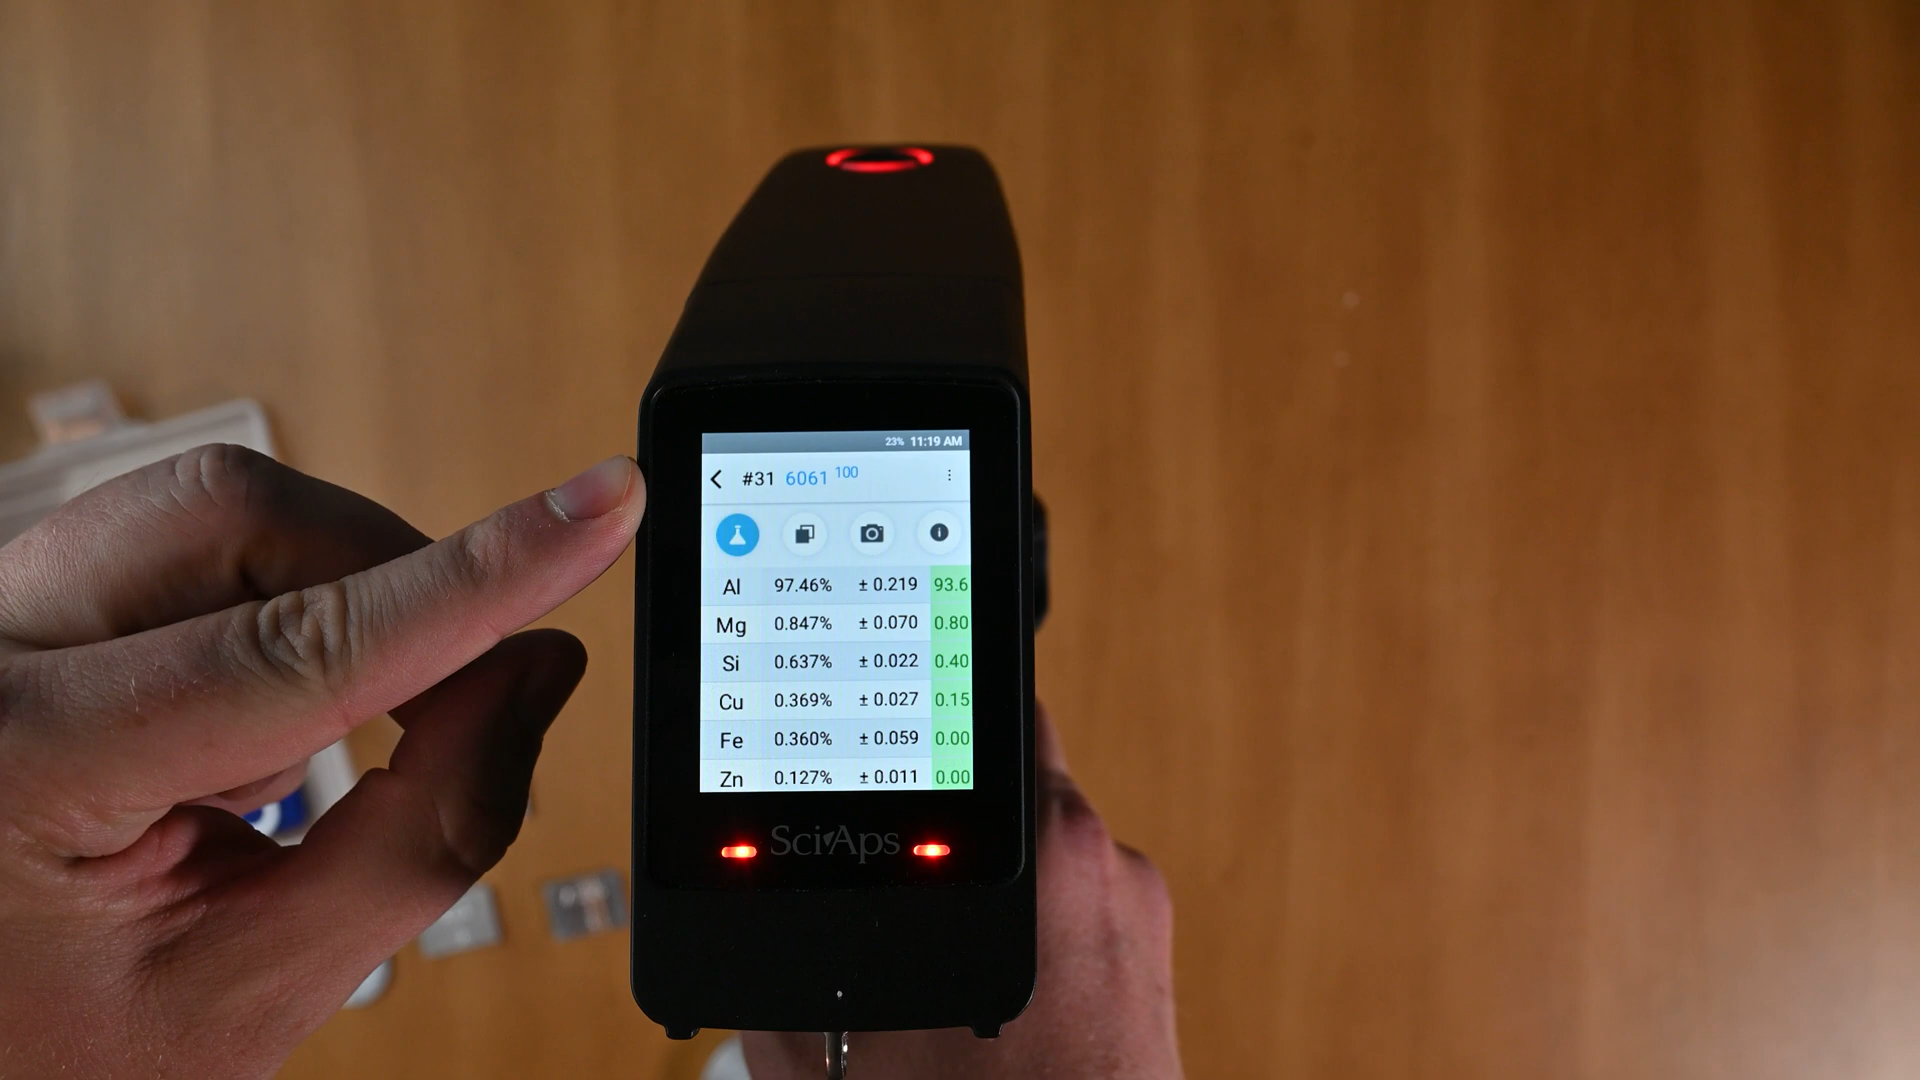 23% 11:19 AM
#31 6061 100
Al 97.46% ± 0.219 93.6
Mg 0.847% ± 0.070 0.80
Si 0.637% ± 0.022 0.40
Cu 0.369% ± 0.027 0.15
Fe 0.360% ± 0.059 0.00
Zn 0.127% ± 0.011 0.00
SciAps